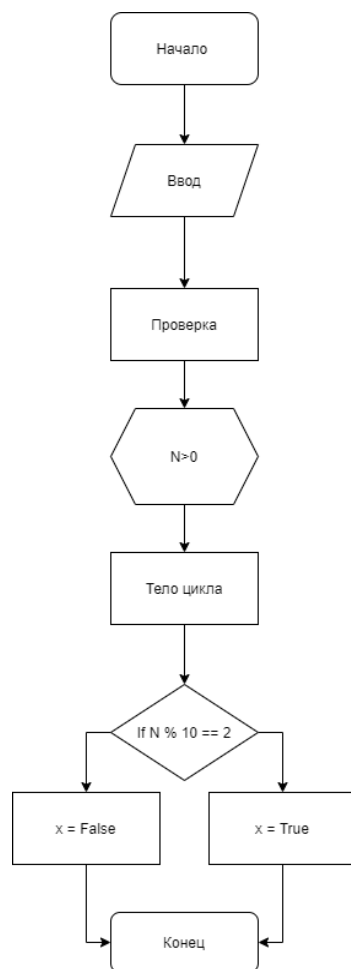 Начало
Ввод
Проверка
N>0
Тело цикла
If N % 10 == 2
x = False
x = True
Конец